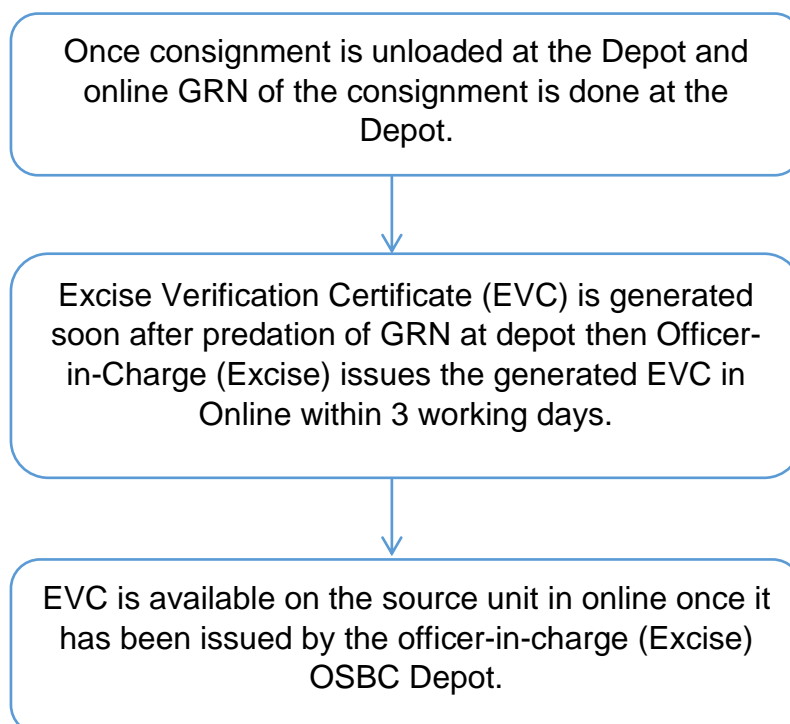 Once consignment is unloaded at the Depot and
online GRN of the consignment is done at the
Depot.
Excise Verification Certificate (EVC) is generated
soon after predation of GRN at depot then Officer-
in-Charge (Excise) issues the generated EVC in
Online within 3 working days.
EVC is available on the source unit in online once it
has been issued by the officer-in-charge (Excise)
OSBC Depot.